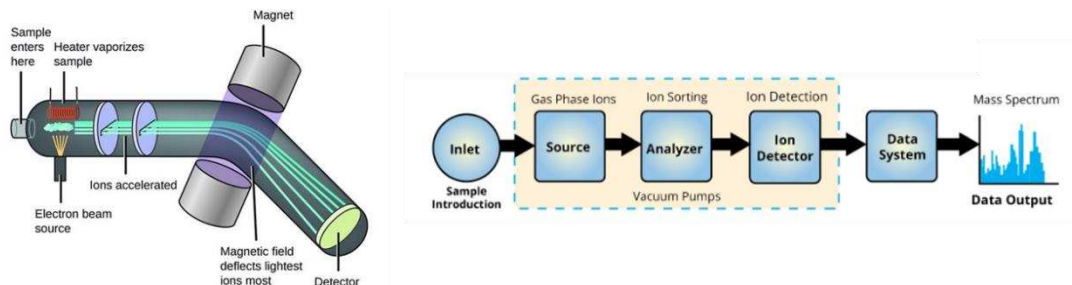 Magnet
Sample
enters
here
Heater vaporizes
sample
Ions accelerated
Electron beam
source
Magnetic field
deflects lightest
ions most
Detector
Gas Phase Ions
Ion Sorting
Ion Detection
Mass Spectrum
Inlet
Source
Analyzer
Ion
Detector
Data
System
Sample
Introduction
Vacuum Pumps
Data Output